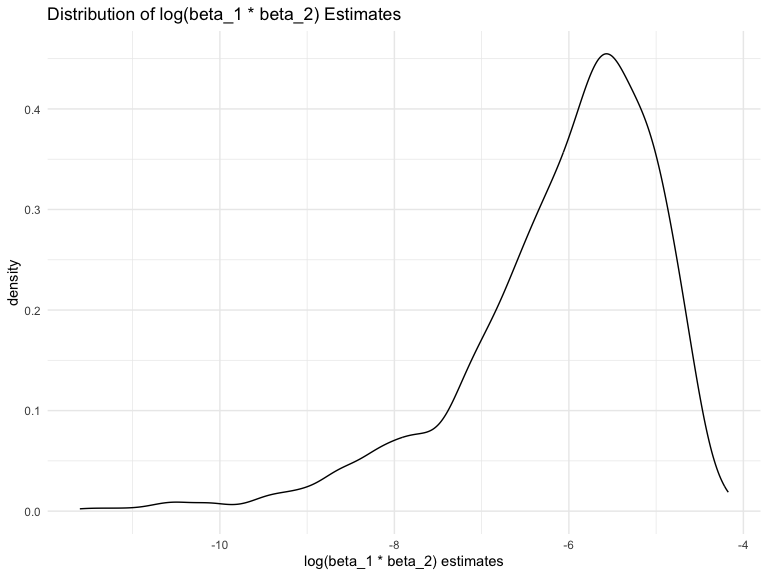 Distribution of log(beta_1 * beta_2) Estimates
0.4
0.3
0.2
0.1
0.0
density
-10 -8 -6 -4
log(beta_1 * beta_2) estimates